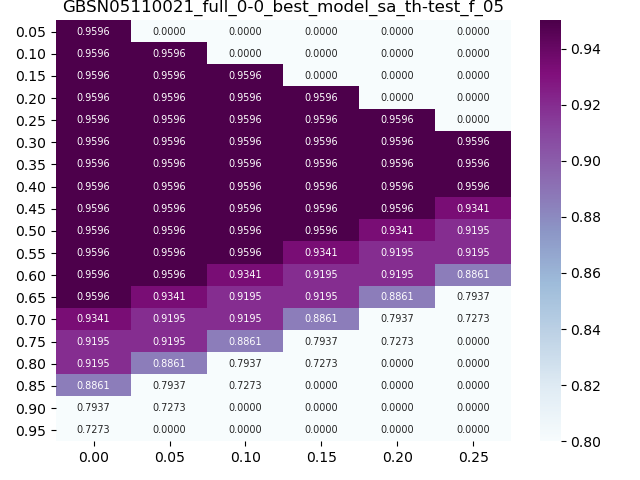 GBSN05110021_full_0-0_best_model_sa_th-test_f_05
0.05 0.9596 0.0000 0.0000 0.0000 0.0000 0.0000
0.10 0.9596 0.9596 0.0000 0.0000 0.0000 0.0000
0.15 0.9596 0.9596 0.9596 0.0000 0.0000 0.0000
0.20 0.9596 0.9596 0.9596 0.9596 0.0000 0.0000
0.25 0.9596 0.9596 0.9596 0.9596 0.9596 0.0000
0.30 0.9596 0.9596 0.9596 0.9596 0.9596 0.9596
0.35 0.9596 0.9596 0.9596 0.9596 0.9596 0.9596
0.40 0.9596 0.9596 0.9596 0.9596 0.9596 0.9596
0.45 0.9596 0.9596 0.9596 0.9596 0.9596 0.9341
0.50 0.9596 0.9596 0.9596 0.9596 0.9341 0.9195
0.55 0.9596 0.9596 0.9596 0.9341 0.9195 0.9195
0.60 0.9596 0.9596 0.9341 0.9195 0.9195 0.8861
0.65 0.9596 0.9341 0.9195 0.9195 0.8861 0.7937
0.70 0.9341 0.9195 0.9195 0.8861 0.7937 0.7273
0.75 0.9195 0.9195 0.8861 0.7937 0.7273 0.0000
0.80 0.9195 0.8861 0.7937 0.7273 0.0000 0.0000
0.85 0.8861 0.7937 0.7273 0.0000 0.0000 0.0000
0.90 0.7937 0.7273 0.0000 0.0000 0.0000 0.0000
0.95 0.7273 0.0000 0.0000 0.0000 0.0000 0.0000
0.00 0.05 0.10 0.15 0.20 0.25
0.94
0.92
0.90
0.88
0.86
0.84
0.82
0.80